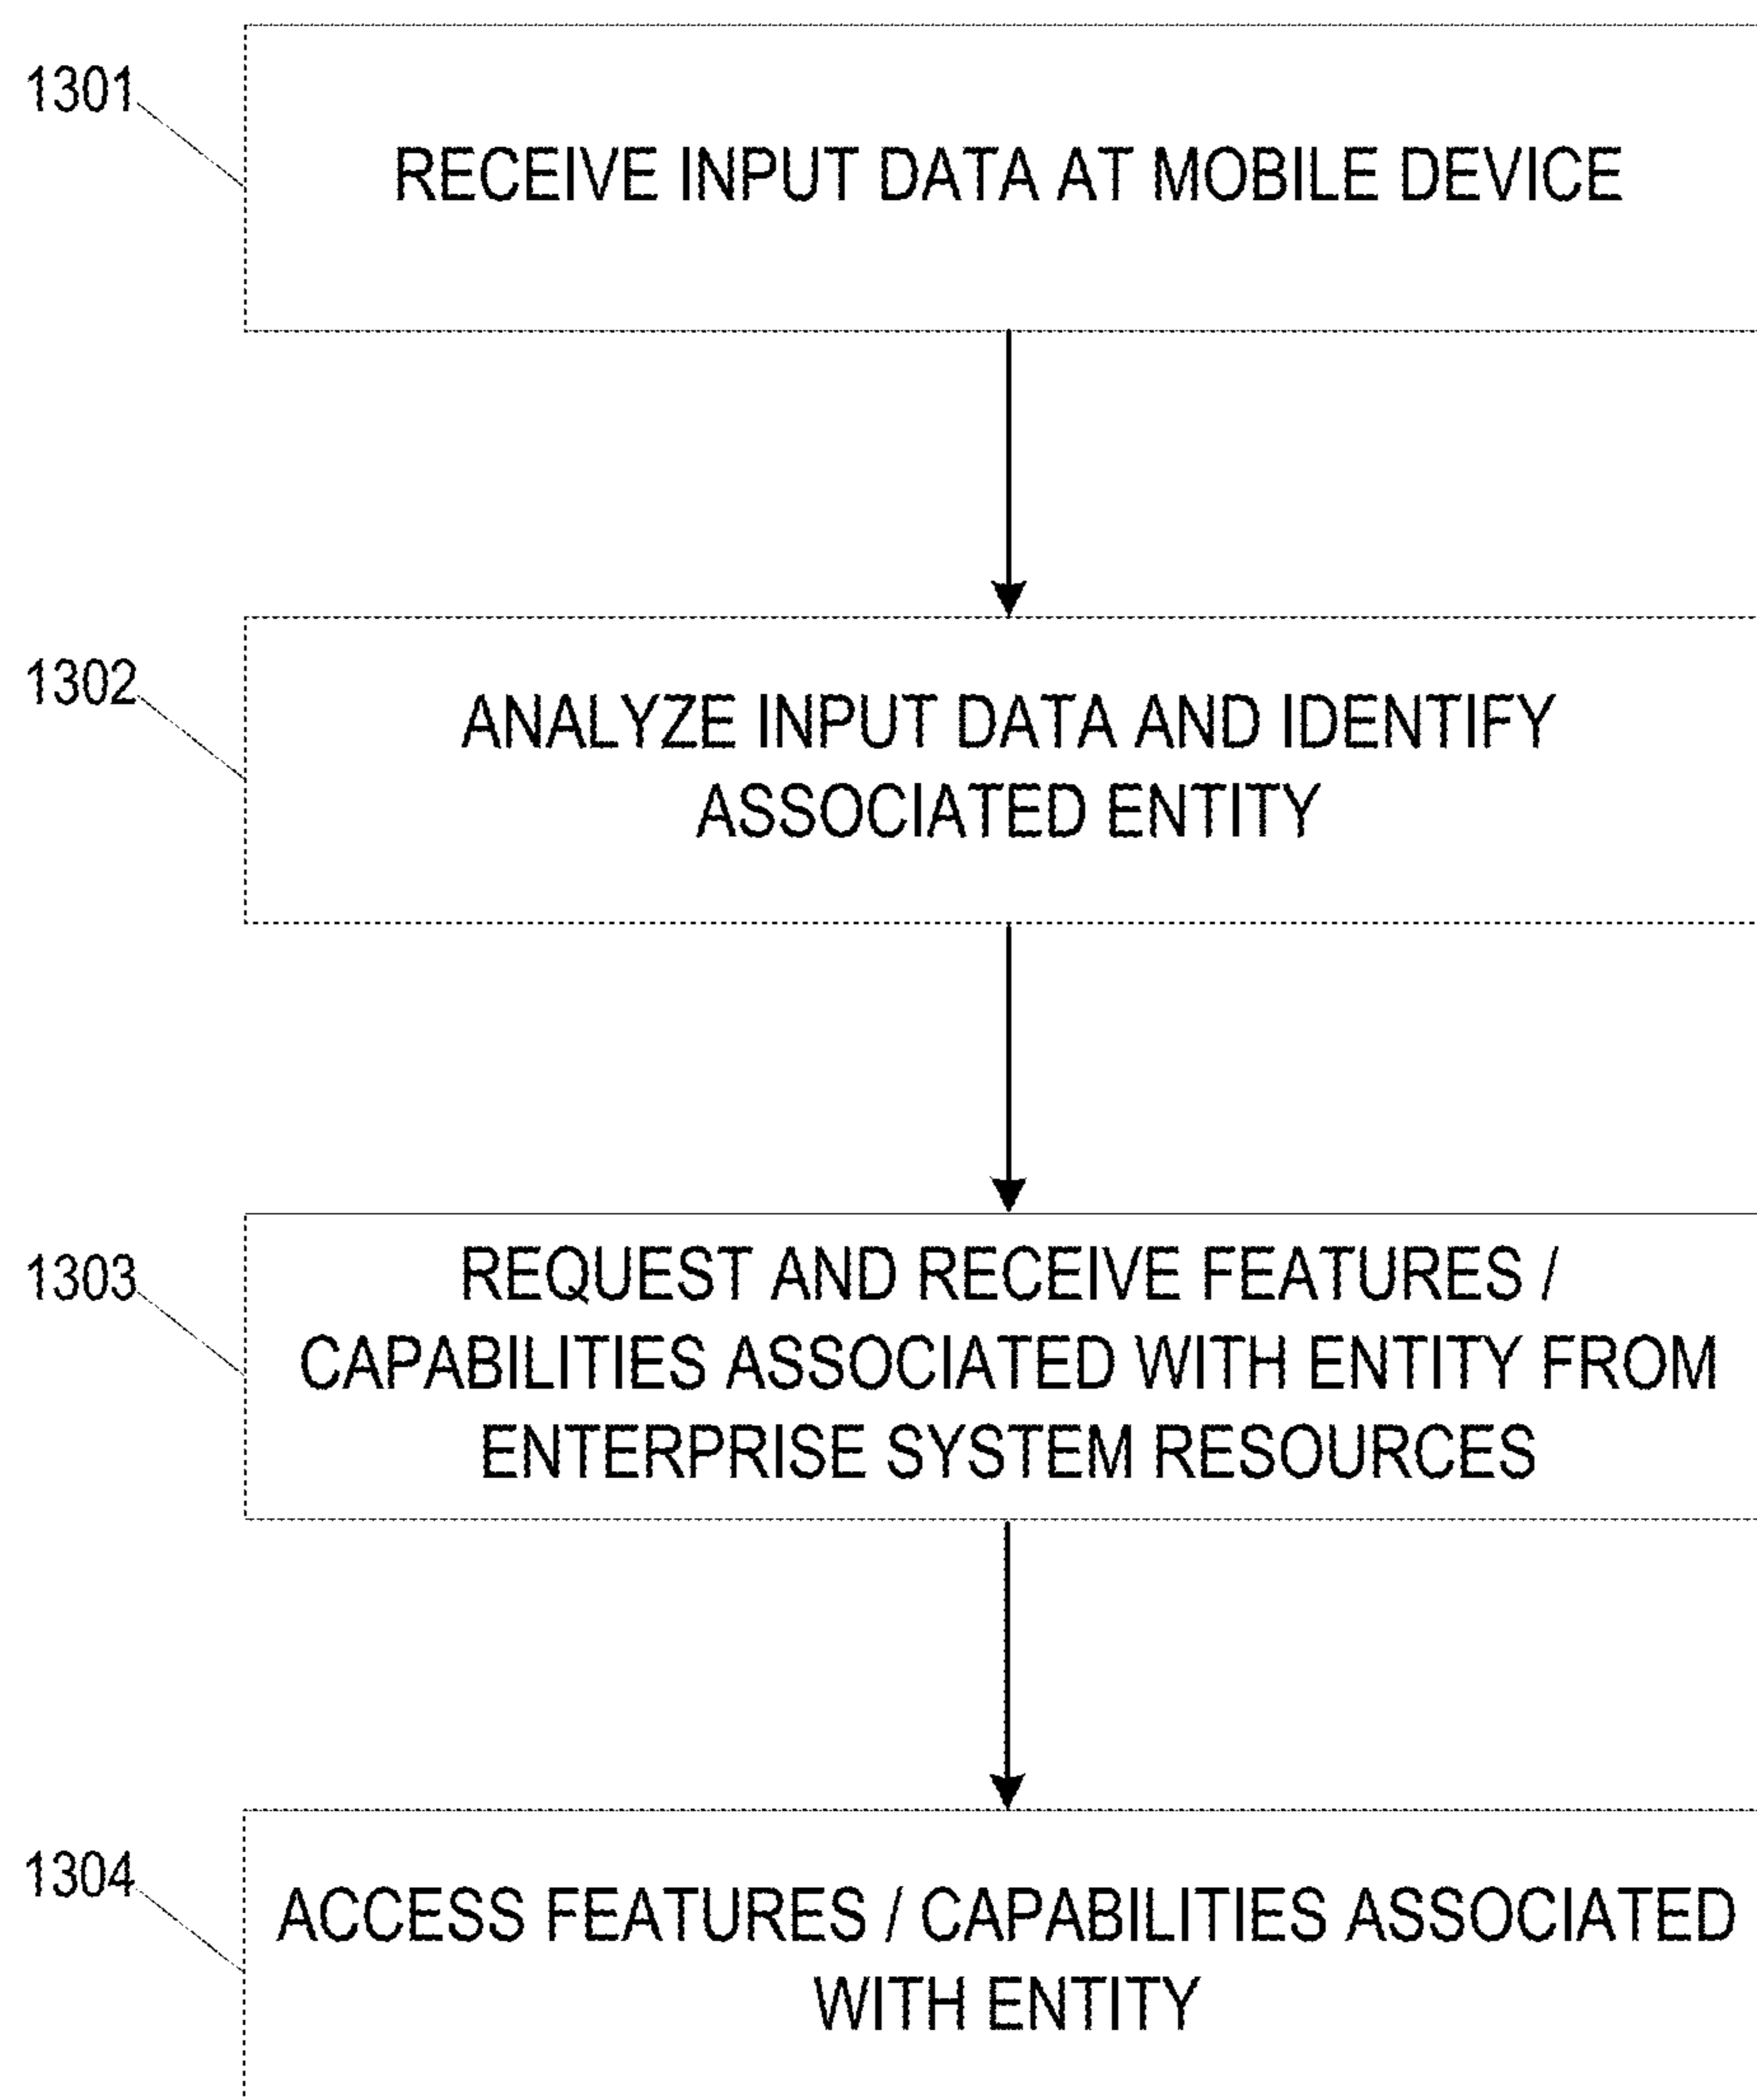 1301
RECEIVE INPUT DATA AT MOBILE DEVICE
1302
ANALYZE INPUT DATA AND IDENTIFY
ASSOCIATED ENTITY
1303
REQUEST AND RECEIVE FEATURES /
CAPABILITIES ASSOCIATED WITH ENTITY FROM
ENTERPRISE SYSTEM RESOURCES
1304
ACCESS FEATURES / CAPABILITIES ASSOCIATED
WITH ENTITY